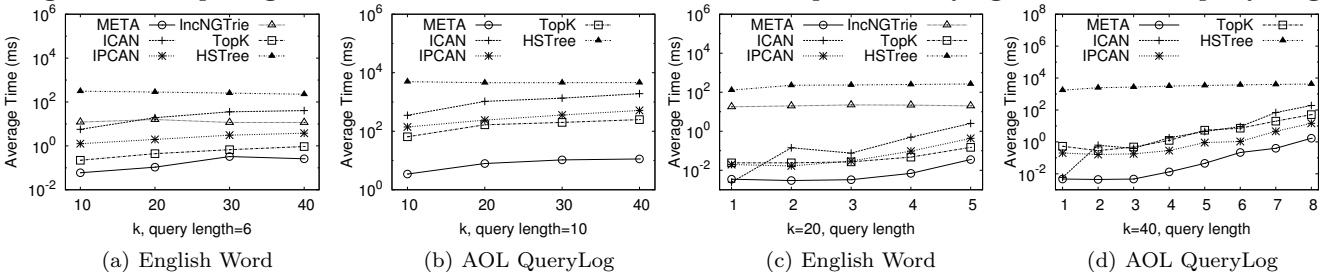 META IncNGTrie
ICAN TopK
IPCAN HSTree
Average Time (ms)
10^6
10^4
10^2
10^0
10^-2
10 20 30 40
k, query length=6
(a) English Word
META TopK
ICAN HSTree
IPCAN
Average Time (ms)
10^6
10^4
10^2
10^0
10 20 30 40
k, query length=10
(b) AOL QueryLog
META IncNGTrie
ICAN TopK
IPCAN HSTree
Average Time (ms)
10^6
10^4
10^2
10^0
10^-2
1 2 3 4 5
k=20, query length
(c) English Word
META TopK
ICAN HSTree
IPCAN
Average Time (ms)
10^8
10^6
10^4
10^2
10^0
10^-2
1 2 3 4 5 6 7 8
k=40, query length
(d) AOL QueryLog